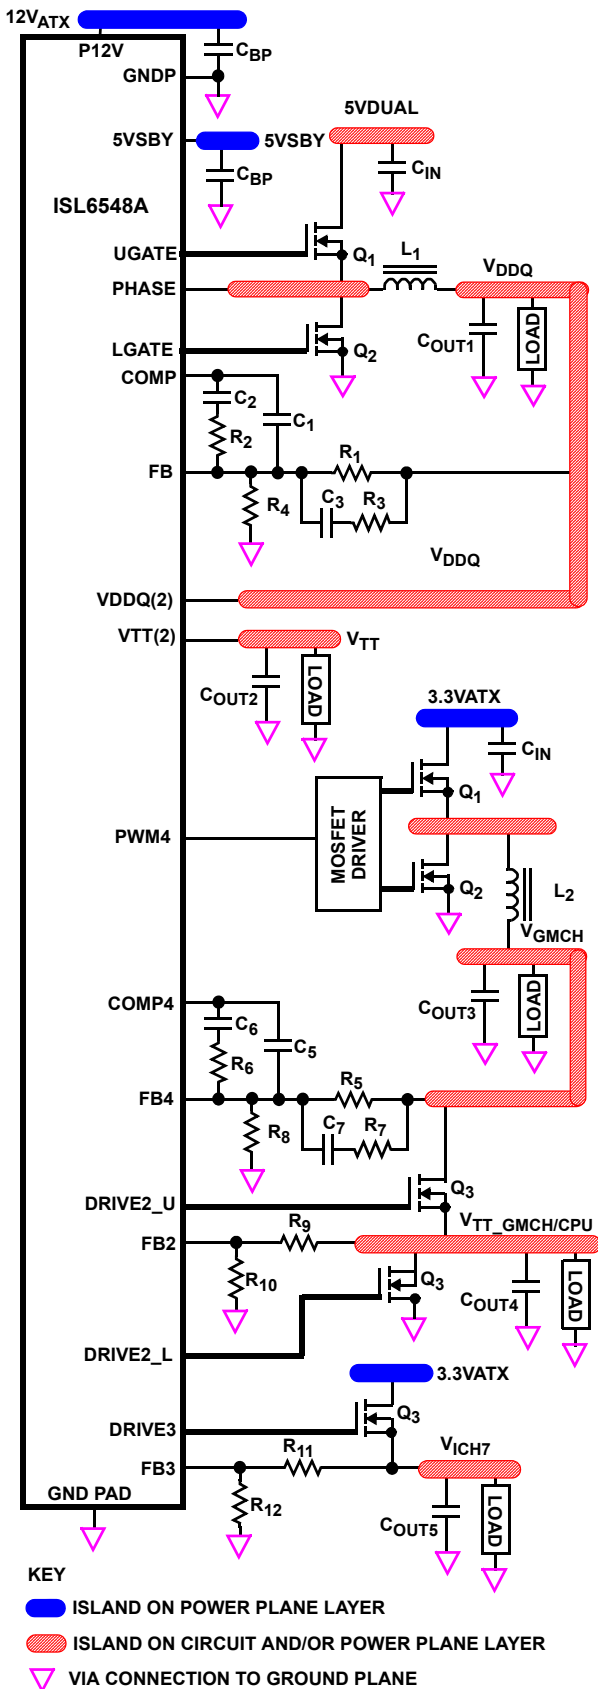 12VATX
P12V
CBP
GNDP
5VDUAL
5VSBY
5VSBY
CIN
CBP
ISL6548A
UGATE
Q1
L1
VDDQ
PHASE
LGATE
Q2
COUT1
LOAD
COMP
C2
C1
R2
R1
FB
R4
C3
R3
VDDQ
VDDQ(2)
VTT(2)
VTT
COUT2
LOAD
3.3VATX
CIN
Q1
PWM4
MOSFET
DRIVER
Q2
L2
VGMCH
COMP4
COUT3
LOAD
C6
C5
R6
R5
FB4
R8
C7
R7
DRIVE2_U
Q3
R9
VTT_GMCH/CPU
FB2
R10
Q3
COUT4
LOAD
DRIVE2_L
3.3VATX
DRIVE3
Q3
R11
VICH7
FB3
GND PAD
R12
COUT5
LOAD
KEY
ISLAND ON POWER PLANE LAYER
ISLAND ON CIRCUIT AND/OR POWER PLANE LAYER
VIA CONNECTION TO GROUND PLANE